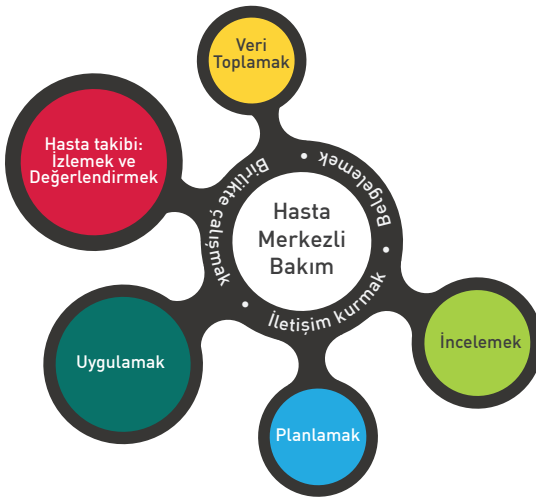 Veri
Toplamak
Hasta takibi:
İzlemek ve
Değerlendirmek
Birlikte çalışmak
Belgelemek
İletişim kurmak
Hasta
Merkezli
Bakım
İncelemek
Uygulamak
Planlamak